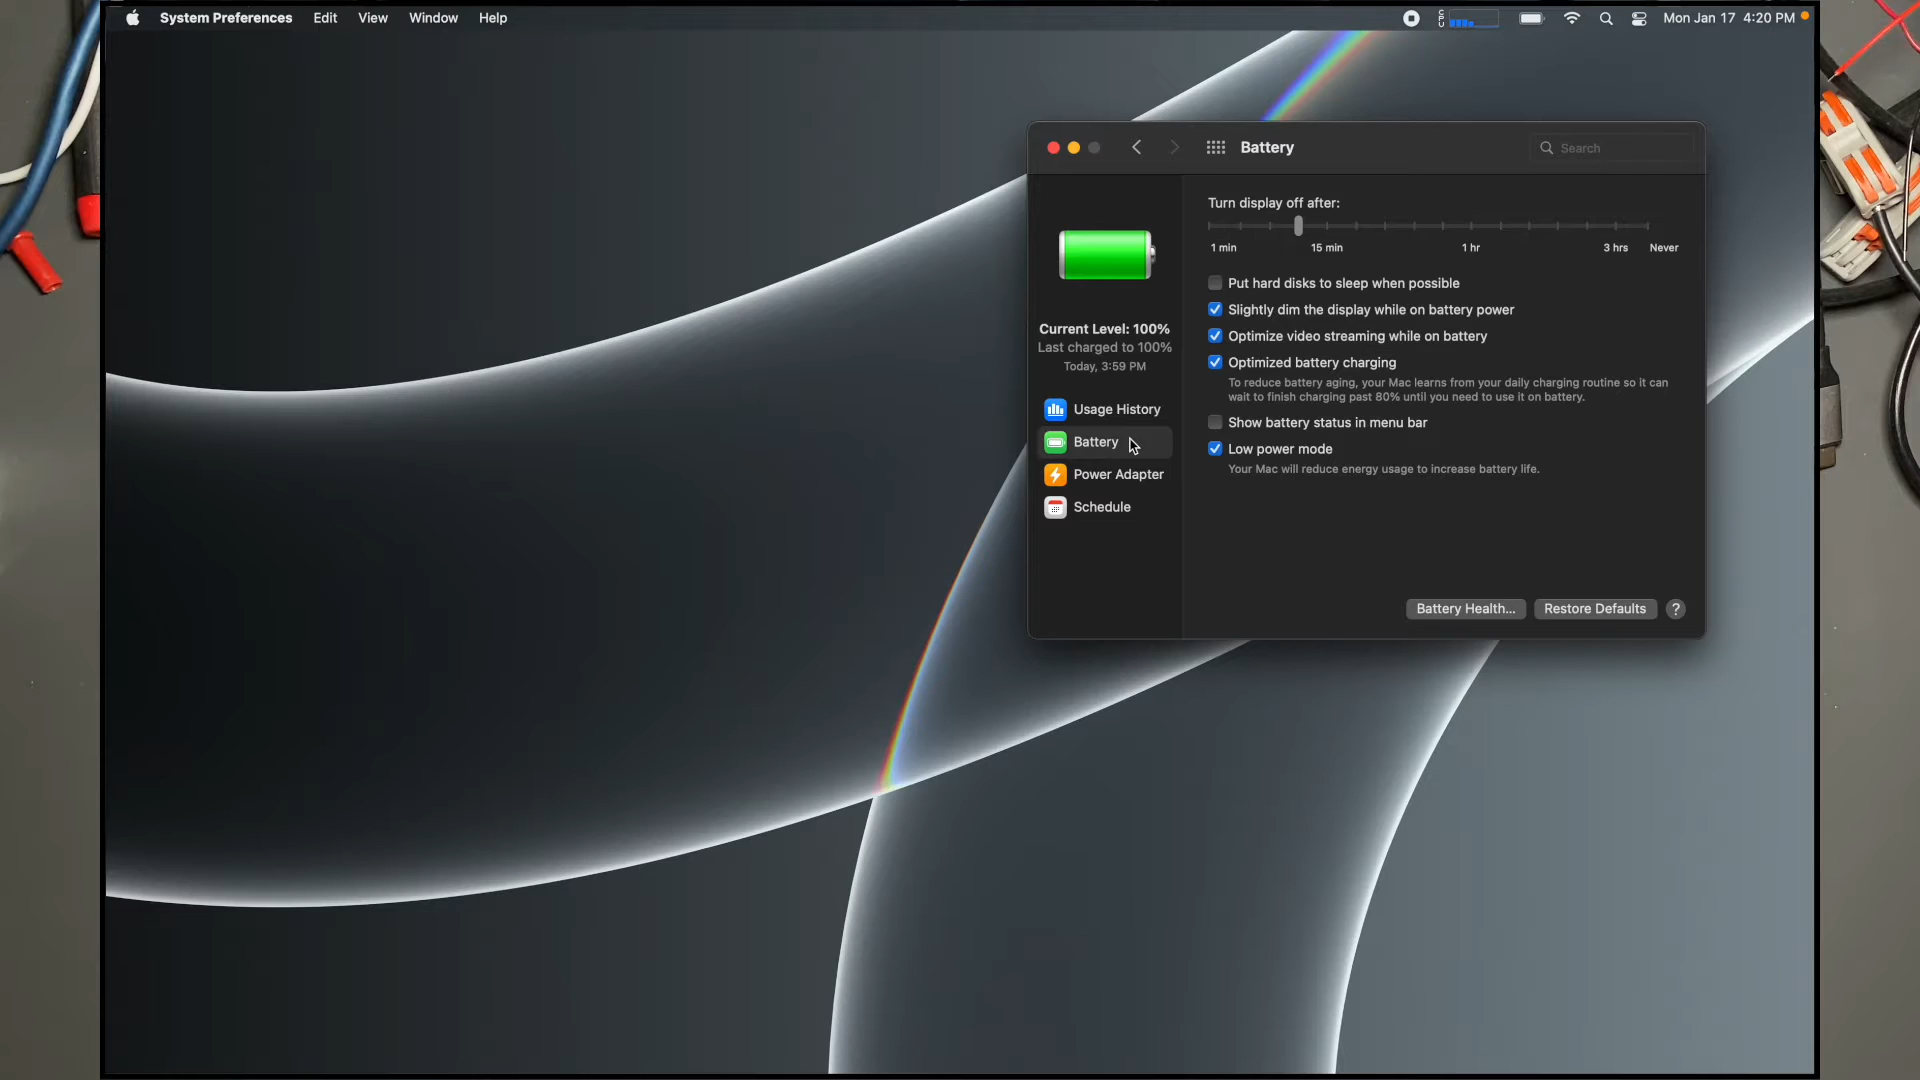 System Preferences Edit View Window Help CPU Mon Jan 17 4:20 PM
Battery Search
Turn display off after:
1 min 15 min 1 hr 3 hrs Never
Put hard disks to sleep when possible
Slightly dim the display while on battery power
Optimize video streaming while on battery
Optimized battery charging
To reduce battery aging, your Mac learns from your daily charging routine so it can
wait to finish charging past 80% until you need to use it on battery.
Show battery status in menu bar
Low power mode
Your Mac will reduce energy usage to increase battery life.
Current Level: 100%
Last charged to 100%
Today, 3:59 PM
Usage History
Battery
Power Adapter
Schedule
Battery Health... Restore Defaults ?